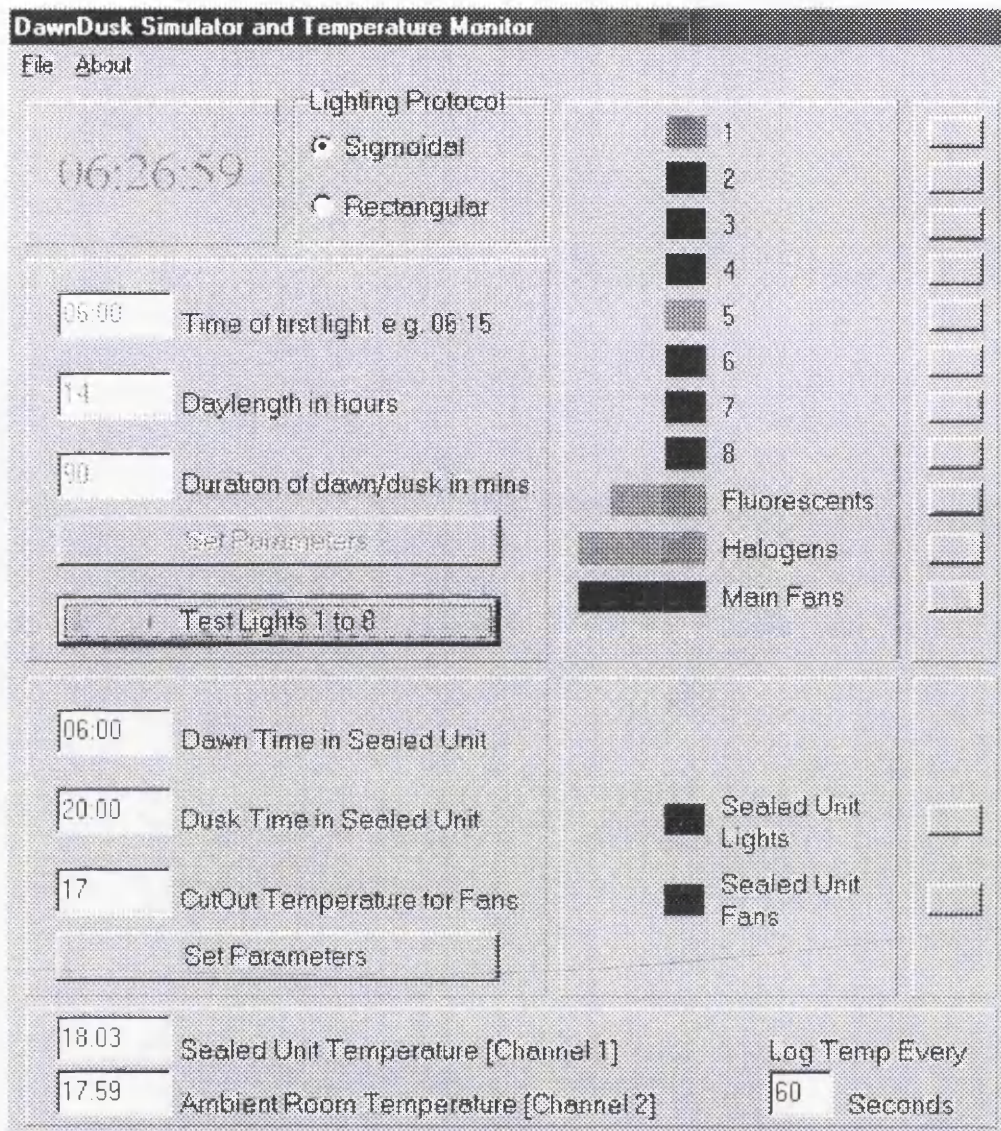 DawnDusk Simulator and Temperature Monitor
File About
06:26:59
Lighting Protocol
Sigmoidal
Rectangular
06:00 Time of first light. e g. 06:15
14 Daylength in hours
90 Duration of dawn/dusk in mins.
Set Parameters
Test Lights 1 to 8
1
2
3
4
5
6
7
8
Fluorescents
Halogens
Main Fans
06:00 Dawn Time in Sealed Unit
20:00 Dusk Time in Sealed Unit
17 CutOut Temperature for Fans
Set Parameters
Sealed Unit
Lights
Sealed Unit
Fans
18.03 Sealed Unit Temperature [Channel 1]
17.59 Ambient Room Temperature [Channel 2]
Log Temp Every
60 Seconds